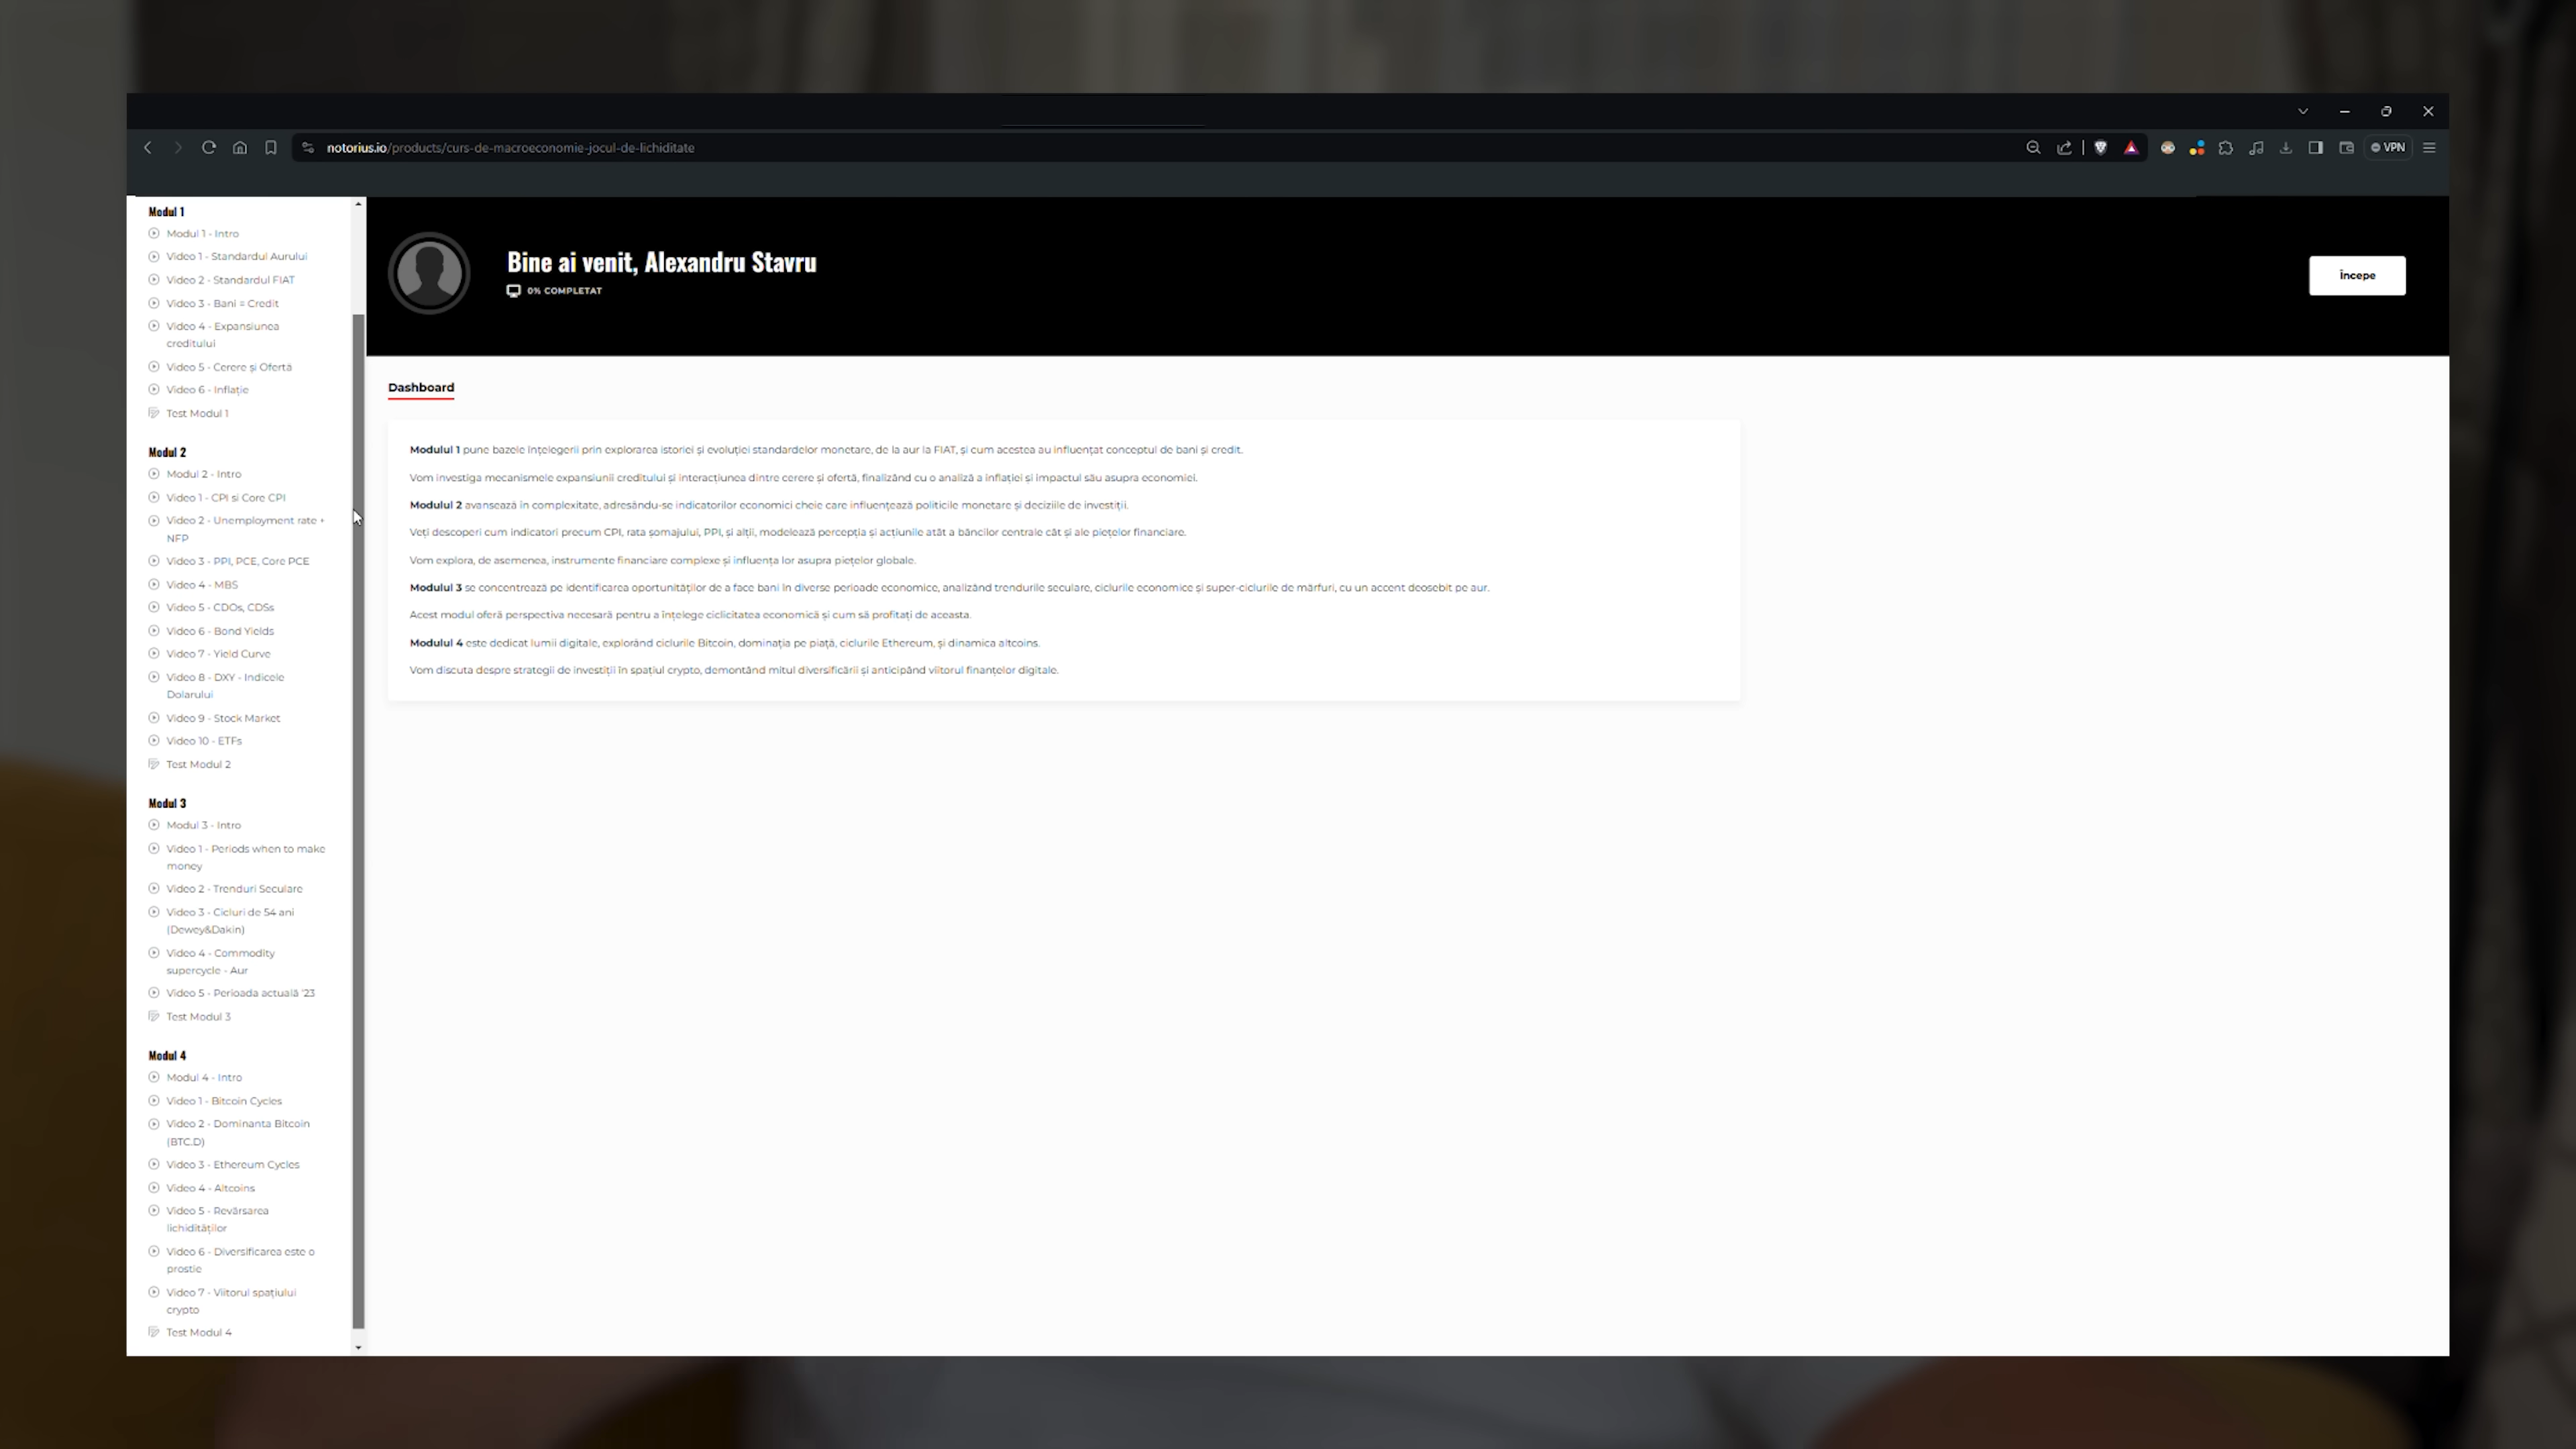 notorius.io/products/curs-de-macroeconomie-jocul-de-lichiditate
VPN
Modul 1
Modul 1 - Intro
Video 1 - Standardul Aurului
Video 2 - Standardul FIAT
Video 3 - Bani = Credit
Video 4 - Expansiunea
creditului
Video 5 - Cerere și Ofertă
Video 6 - Inflație
Test Modul 1
Modul 2
Modul 2 - Intro
Video 1 - CPI si Core CPI
Video 2 - Unemployment rate +
NFP
Video 3 - PPI, PCE, Core PCE
Video 4 - MBS
Video 5 - CDOs, CDSs
Video 6 - Bond Yields
Video 7 - Yield Curve
Video 8 - DXY - Indicele
Dolarului
Video 9 - Stock Market
Video 10 - ETFs
Test Modul 2
Modul 3
Modul 3 - Intro
Video 1 - Periods when to make
money
Video 2 - Trenduri Seculare
Video 3 - Cicluri de 54 ani
(Dewey&Dakin)
Video 4 - Commodity
supercycle - Aur
Video 5 - Perioada actuală '23
Test Modul 3
Modul 4
Modul 4 - Intro
Video 1 - Bitcoin Cycles
Video 2 - Dominanta Bitcoin
(BTC.D)
Video 3 - Ethereum Cycles
Video 4 - Altcoins
Video 5 - Revărsarea
lichidităților
Video 6 - Diversificarea este o
prostie
Video 7 - Viitorul spațiului
crypto
Test Modul 4
Bine ai venit, Alexandru Stavru
0% COMPLETAT
Începe
Dashboard
Modulul 1 pune bazele înțelegerii prin explorarea istoriei și evoluției standardelor monetare, de la aur la FIAT, și cum acestea au influențat conceptul de bani și credit.
Vom investiga mecanismele expansiunii creditului și interacțiunea dintre cerere și ofertă, finalizând cu o analiză a inflației și impactul său asupra economiei.
Modulul 2 avansează în complexitate, adresându-se indicatorilor economici cheie care influențează politicile monetare și deciziile de investiții.
Veți descoperi cum indicatori precum CPI, rata șomajului, PPI, și alții, modelează percepția și acțiunile atât a băncilor centrale cât și ale piețelor financiare.
Vom explora, de asemenea, instrumente financiare complexe și influența lor asupra piețelor globale.
Modulul 3 se concentrează pe identificarea oportunităților de a face bani în diverse perioade economice, analizând trendurile seculare, ciclurile economice și super-ciclurile de mărfuri, cu un accent deosebit pe aur.
Acest modul oferă perspectiva necesară pentru a înțelege ciclicitatea economică și cum să profitați de aceasta.
Modulul 4 este dedicat lumii digitale, explorând ciclurile Bitcoin, dominația pe piață, ciclurile Ethereum, și dinamica altcoins.
Vom discuta despre strategii de investiții în spațiul crypto, demontând mitul diversificării și anticipând viitorul finanțelor digitale.